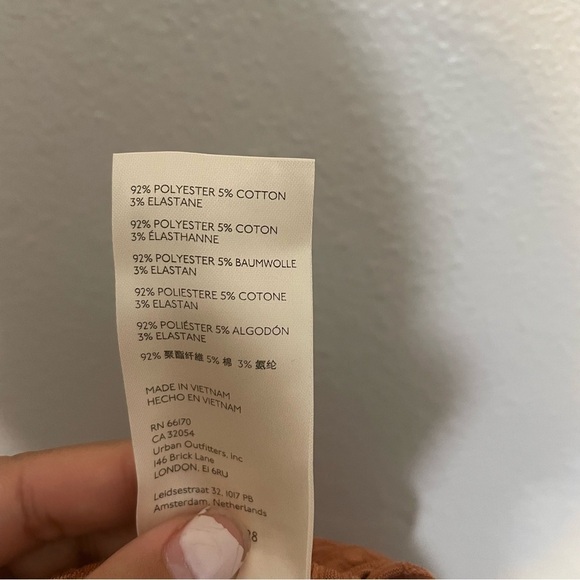 92% POLYESTER 5% COTTON
3% ELASTANE
92% POLYESTER 5% COTON
3% ÉLASTHANNE
92% POLYESTER 5% BAUMWOLLE
3% ELASTAN
92% POLIESTERE 5% COTONE
3% ELASTAN
92% POLIÉSTER 5% ALGODÓN
3% ELASTANE
92% 聚酯纤维 5% 棉 3% 氨纶
MADE IN VIETNAM
HECHO EN VIETNAM
RN 66170
CA 32054
Urban Outfitters, Inc
146 Brick Lane
LONDON, E1 6RU
Leidsestraat 32, 1017 PB
Amsterdam, Netherlands